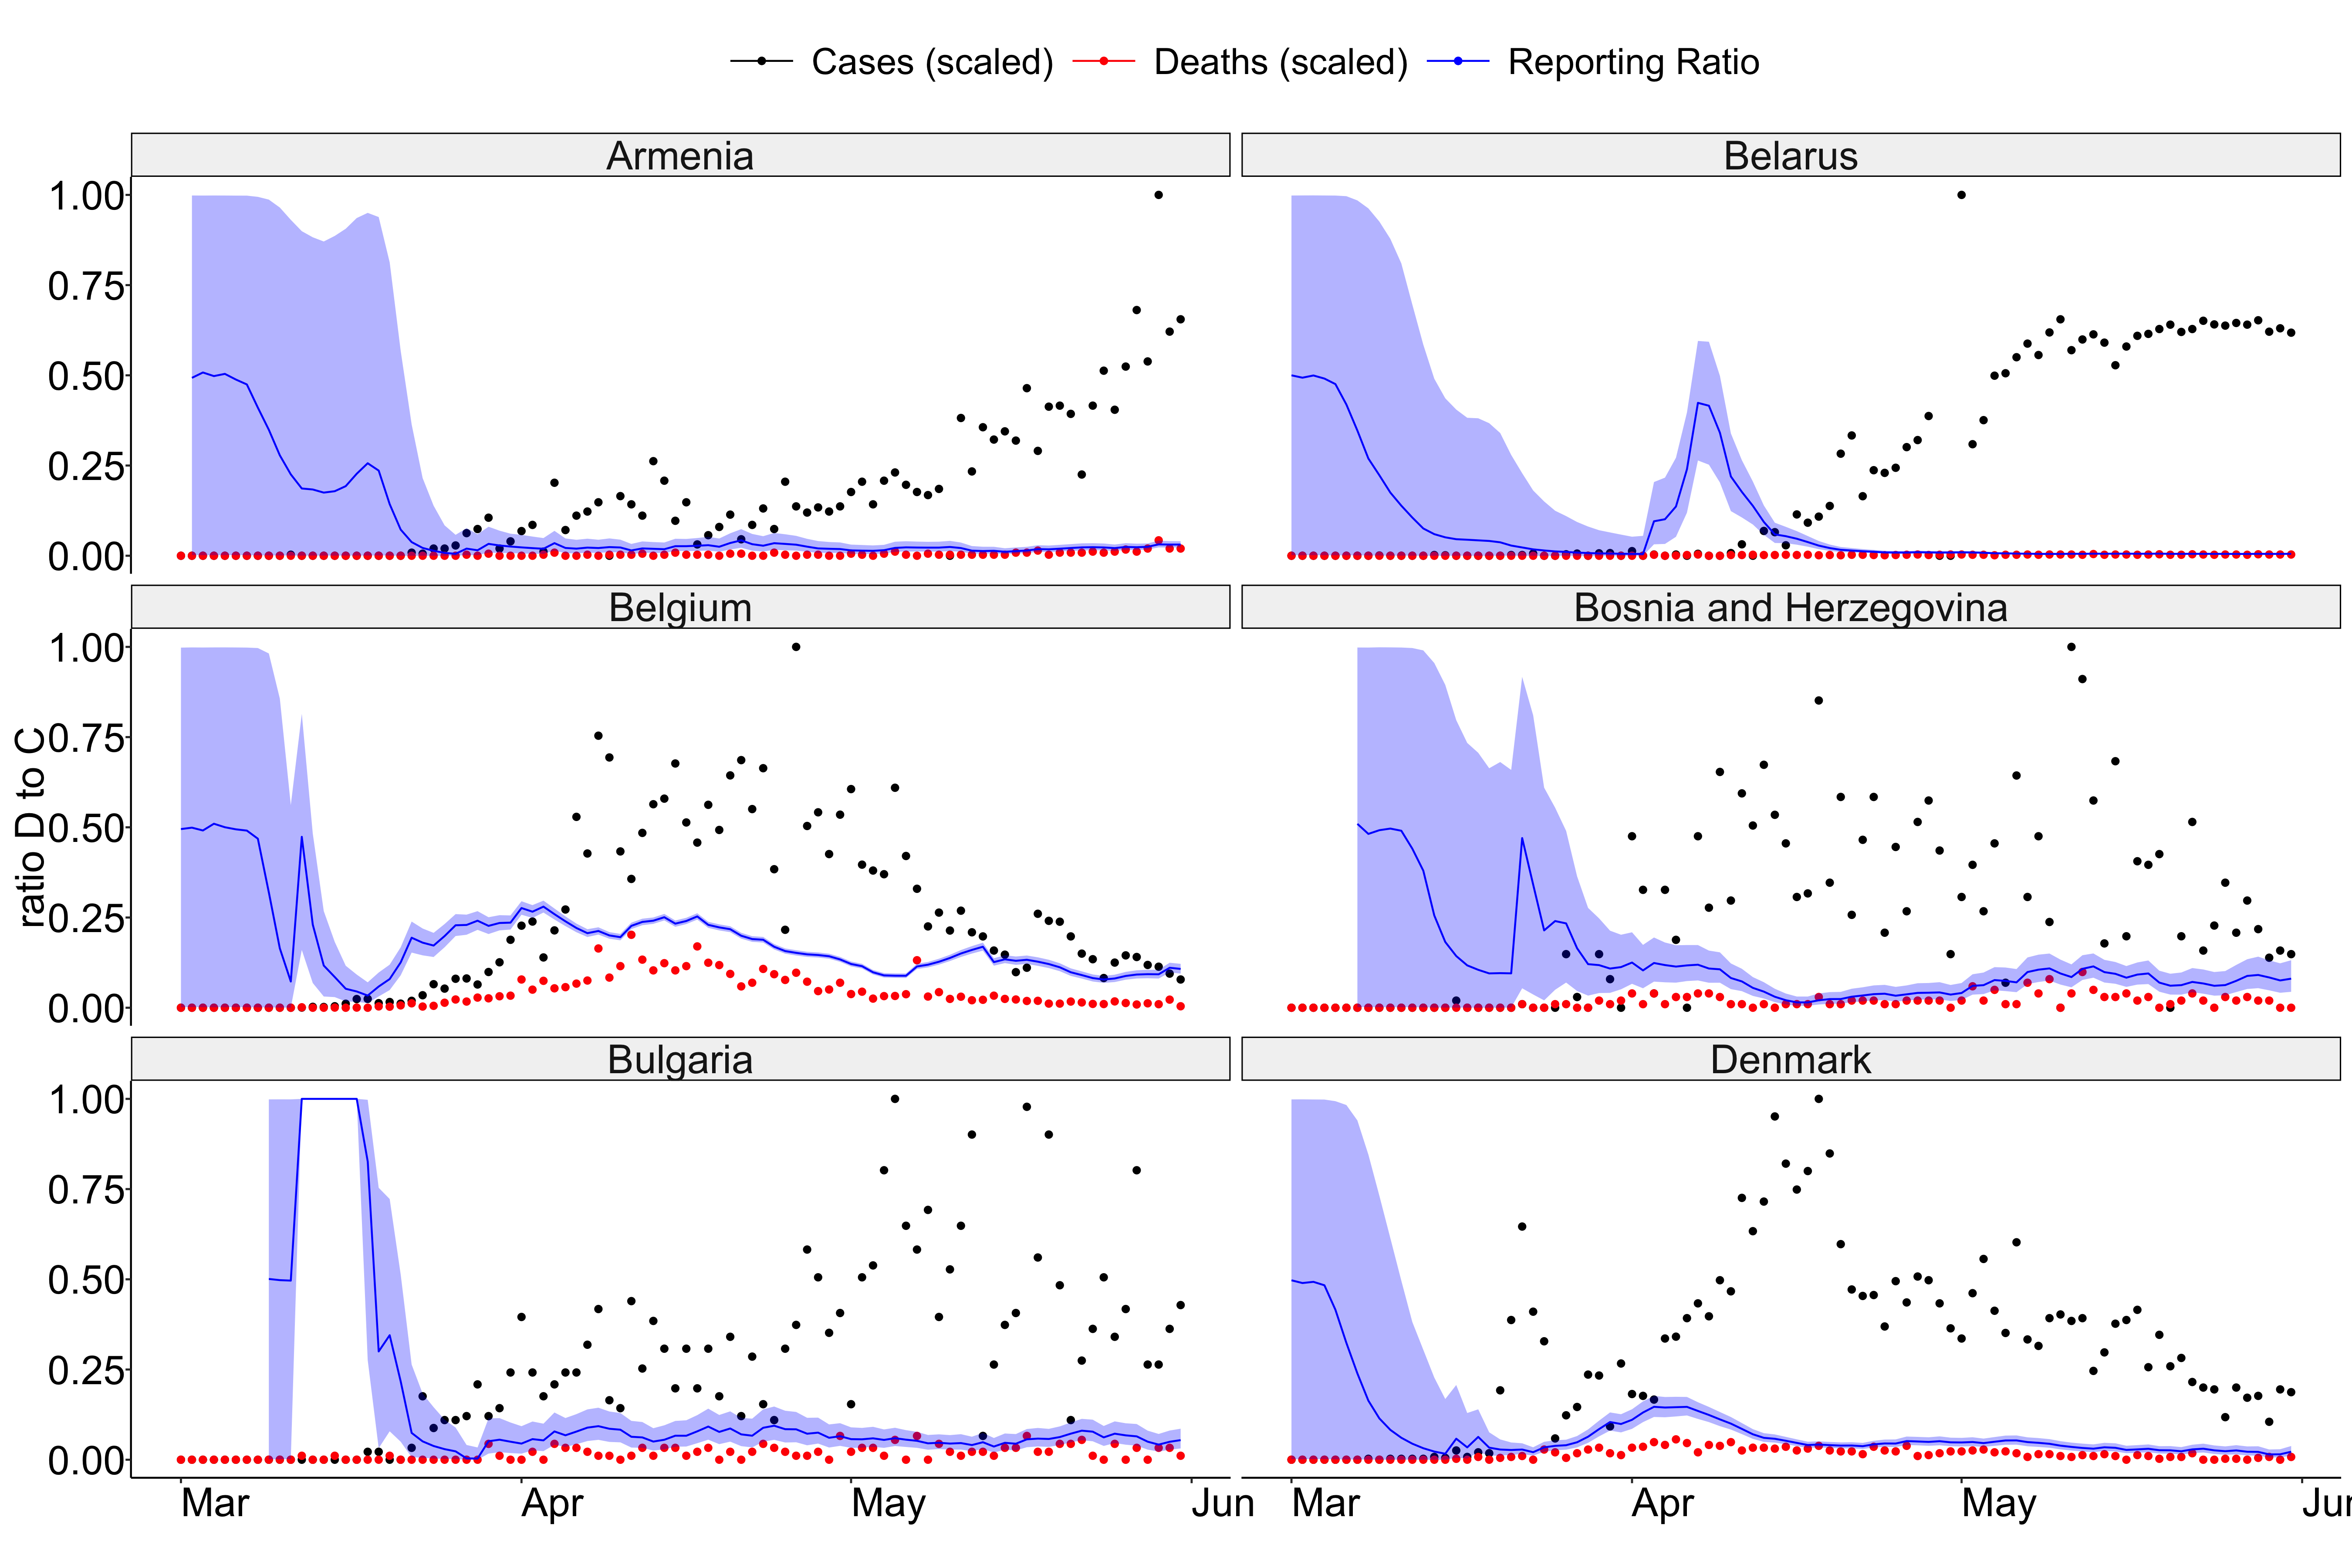 Cases (scaled) Deaths (scaled) Reporting Ratio
Armenia Belarus
1.00
0.75
0.50
0.25
0.00
Belgium Bosnia and Herzegovina
1.00
0.75
0.50
0.25
0.00
ratio D to C
Bulgaria Denmark
1.00
0.75
0.50
0.25
0.00
Mar Apr May Jun Mar Apr May Jun